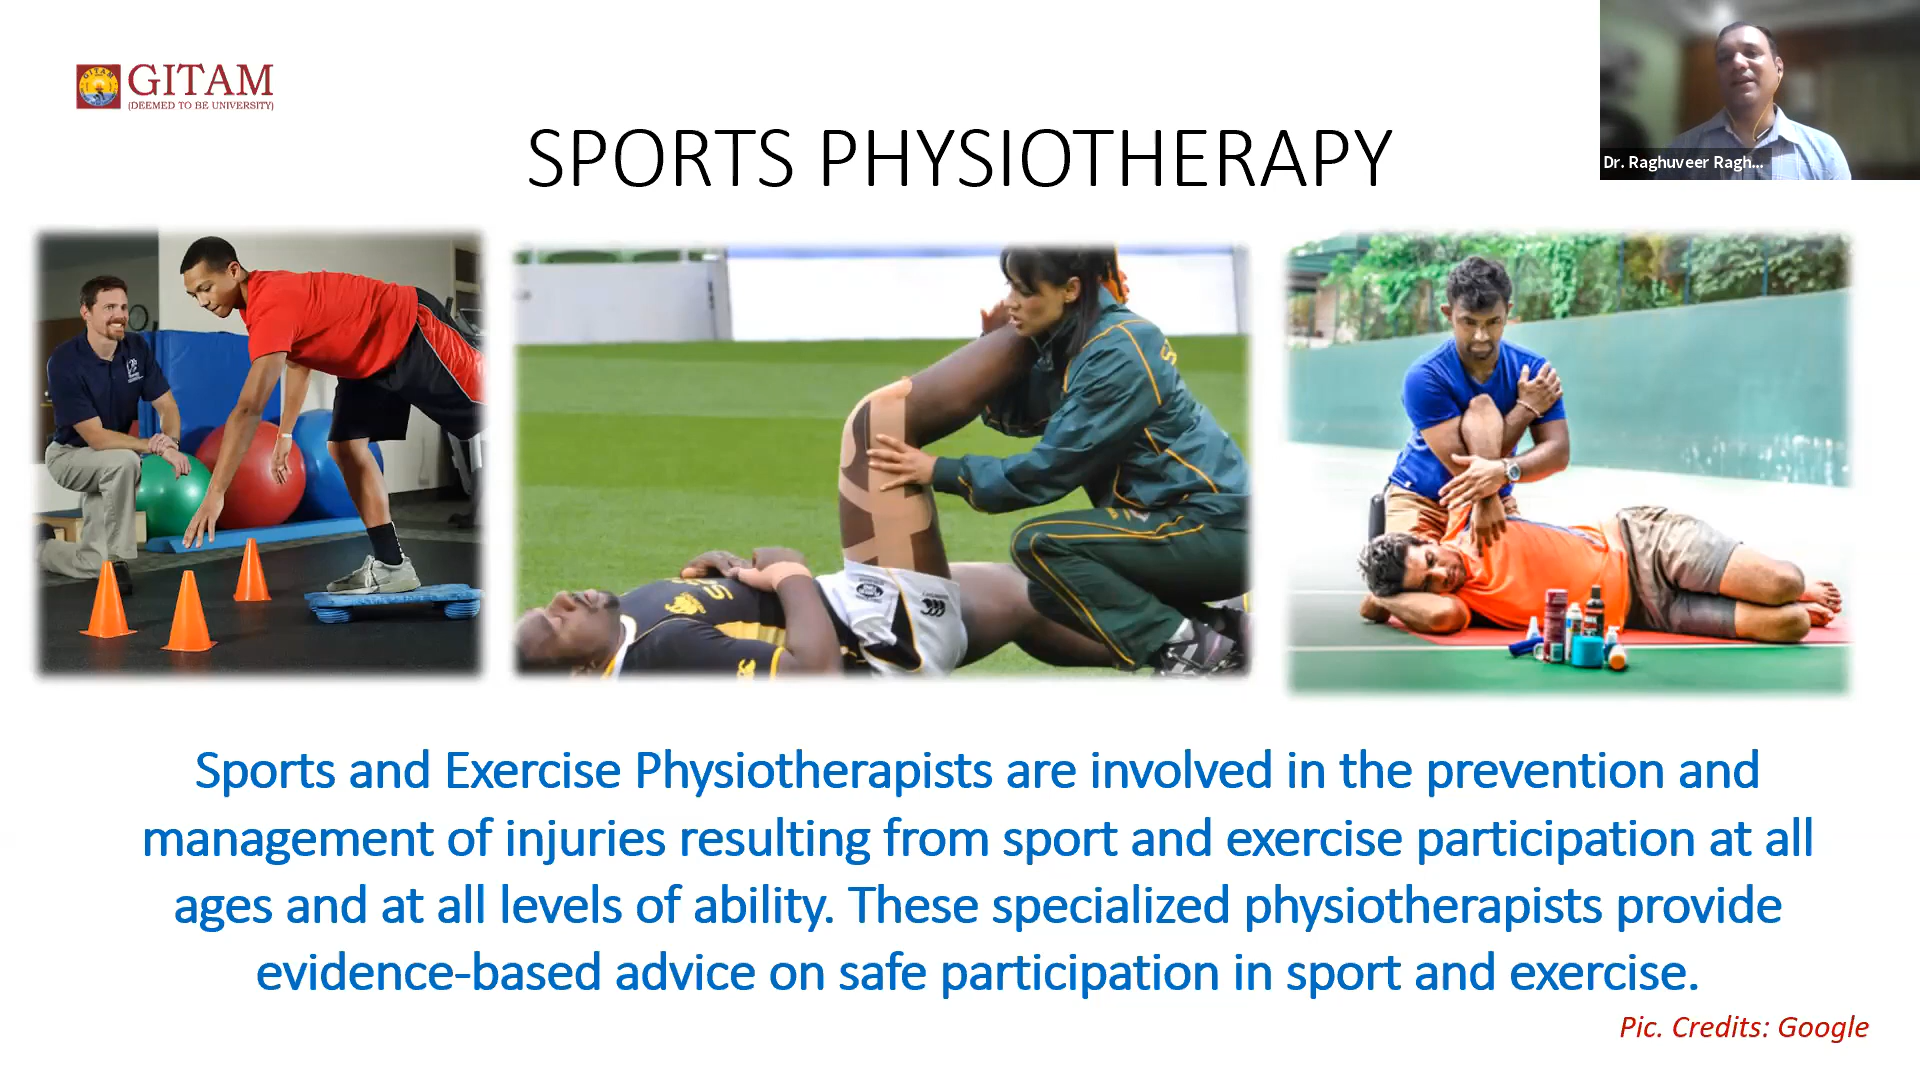 GITAM
(DEEMED TO BE UNIVERSITY)
SPORTS PHYSIOTHERAPY
Dr. Raghuveer Ragh...
Sports and Exercise Physiotherapists are involved in the prevention and
management of injuries resulting from sport and exercise participation at all
ages and at all levels of ability. These specialized physiotherapists provide
evidence-based advice on safe participation in sport and exercise.
Pic. Credits: Google